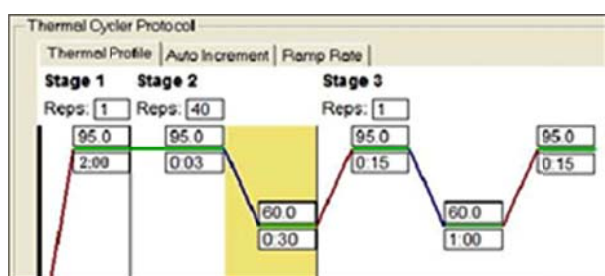 Thermal Cycler Protocol
Thermal Profile Auto Increment Ramp Rate
Stage 1 Stage 2 Stage 3
Reps: 1 Reps: 40 Reps: 1
95.0 95.0 95.0 95.0
2:00 0:03 0:15 0:15
60.0 60.0
0:30 1:00